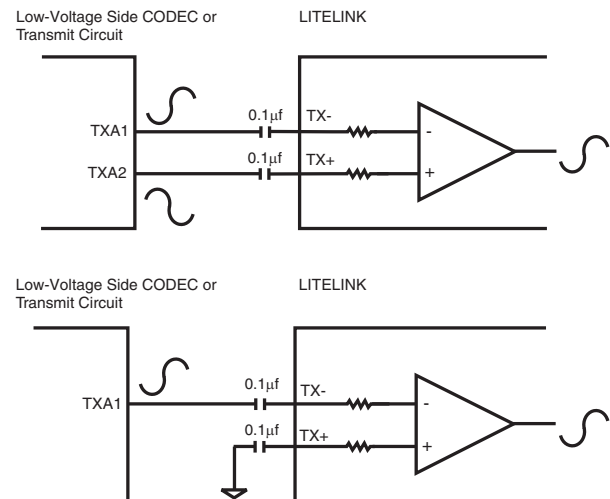 Low-Voltage Side CODEC or
Transmit Circuit
LITELINK
0.1µf
TX-
TXA1
-
0.1µf
TX+
TXA2
+
Low-Voltage Side CODEC or
Transmit Circuit
LITELINK
0.1µf
TX-
TXA1
-
0.1µf
TX+
+